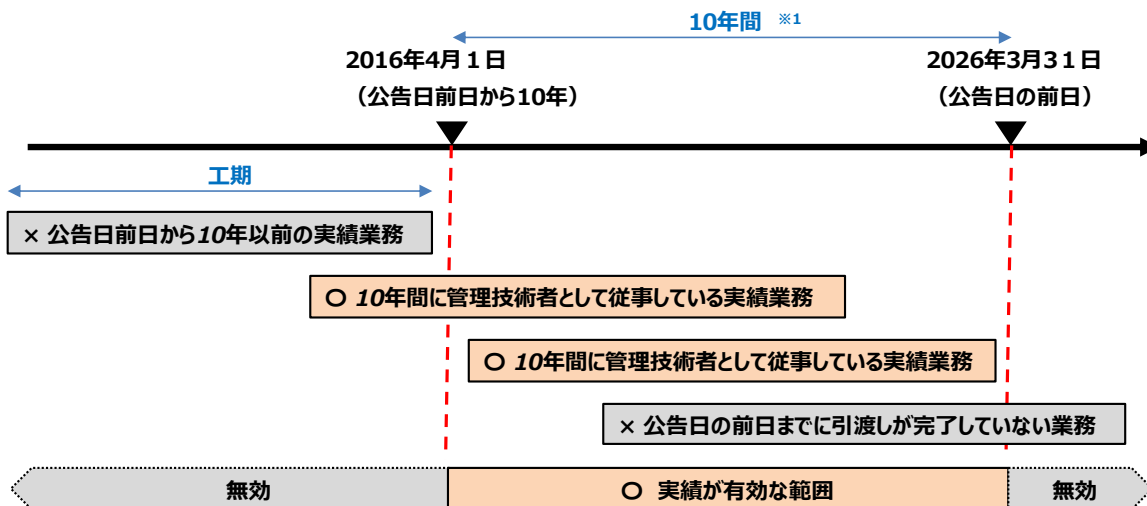 10年間 ※1
2016年4月1日
(公告日前日から10年)
2026年3月31日
(公告日の前日)
工期
× 公告日前日から10年以前の実績業務
〇 10年間に管理技術者として従事している実績業務
〇 10年間に管理技術者として従事している実績業務
× 公告日の前日までに引渡しが完了していない業務
無効
〇 実績が有効な範囲
無効